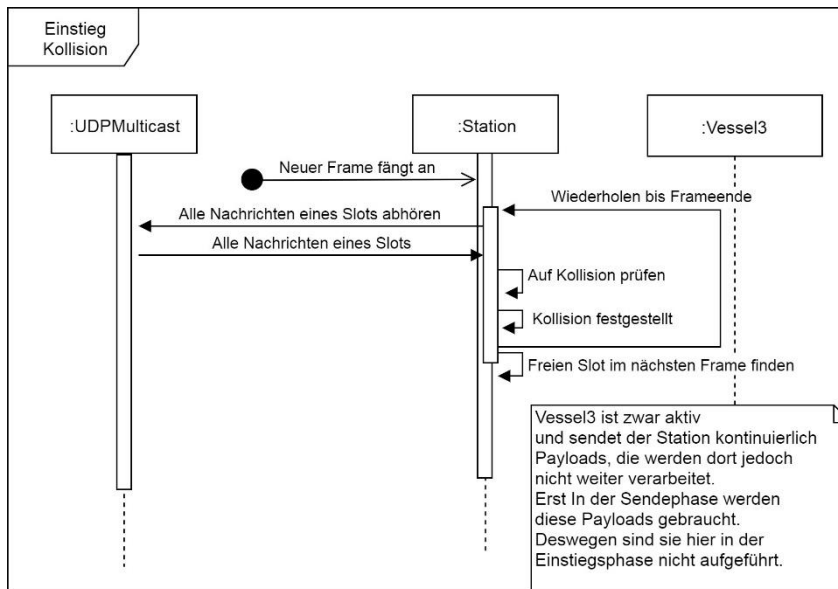 Einstieg
Kollision
:UDPMulticast
:Station
:Vessel3
Neuer Frame fängt an
Wiederholen bis Frameende
Alle Nachrichten eines Slots abhören
Alle Nachrichten eines Slots
Auf Kollision prüfen
Kollision festgestellt
Freien Slot im nächsten Frame finden
Vessel3 ist zwar aktiv
und sendet der Station kontinuierlich
Payloads, die werden dort jedoch
nicht weiter verarbeitet.
Erst In der Sendephase werden
diese Payloads gebraucht.
Deswegen sind sie hier in der
Einstiegsphase nicht aufgeführt.